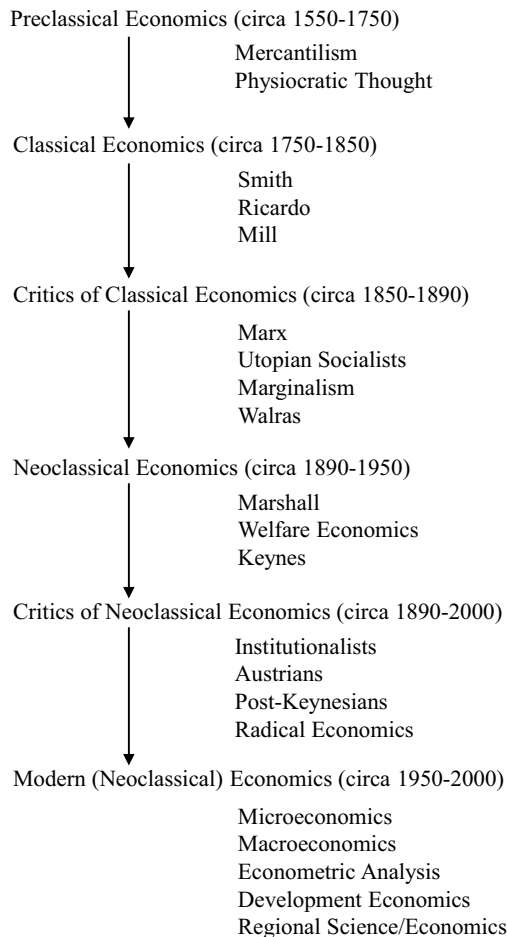 Preclassical Economics (circa 1550-1750)
Mercantilism
Physiocratic Thought
Classical Economics (circa 1750-1850)
Smith
Ricardo
Mill
Critics of Classical Economics (circa 1850-1890)
Marx
Utopian Socialists
Marginalism
Walras
Neoclassical Economics (circa 1890-1950)
Marshall
Welfare Economics
Keynes
Critics of Neoclassical Economics (circa 1890-2000)
Institutionalists
Austrians
Post-Keynesians
Radical Economics
Modern (Neoclassical) Economics (circa 1950-2000)
Microeconomics
Macroeconomics
Econometric Analysis
Development Economics
Regional Science/Economics